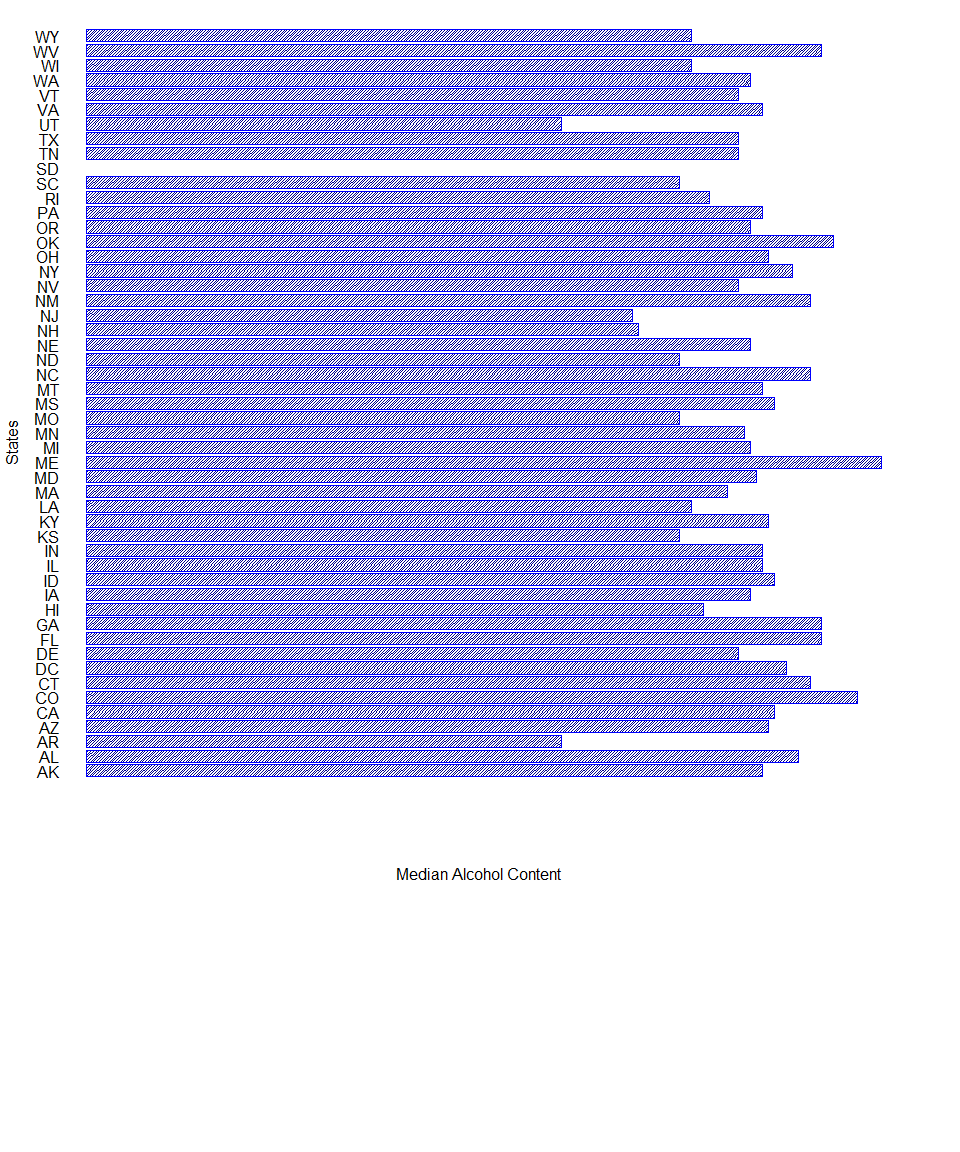 WY
WV
WI
WA
VT
VA
UT
TX
TN
SD
SC
RI
PA
OR
OK
OH
NY
NV
NM
NJ
NH
NE
ND
NC
MT
MS
MO
MN
MI
ME
MD
MA
LA
KY
KS
IN
IL
ID
IA
HI
GA
FL
DE
DC
CT
CO
CA
AZ
AR
AL
AK
States
Median Alcohol Content